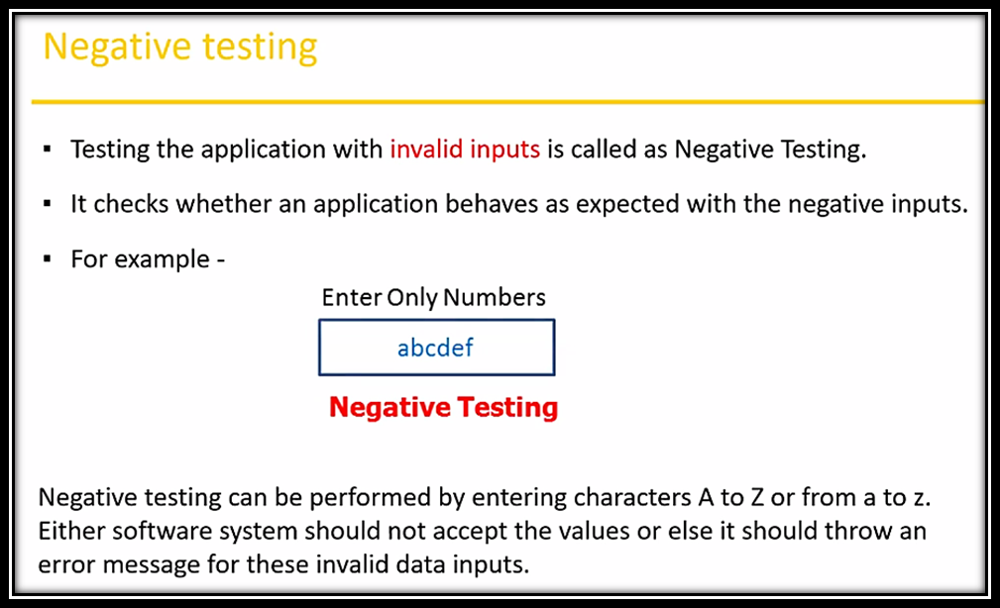 Negative testing
▪ Testing the application with invalid inputs is called as Negative Testing.
▪ It checks whether an application behaves as expected with the negative inputs.
▪ For example -
Enter Only Numbers
abcdef
Negative Testing
Negative testing can be performed by entering characters A to Z or from a to z.
Either software system should not accept the values or else it should throw an
error message for these invalid data inputs.